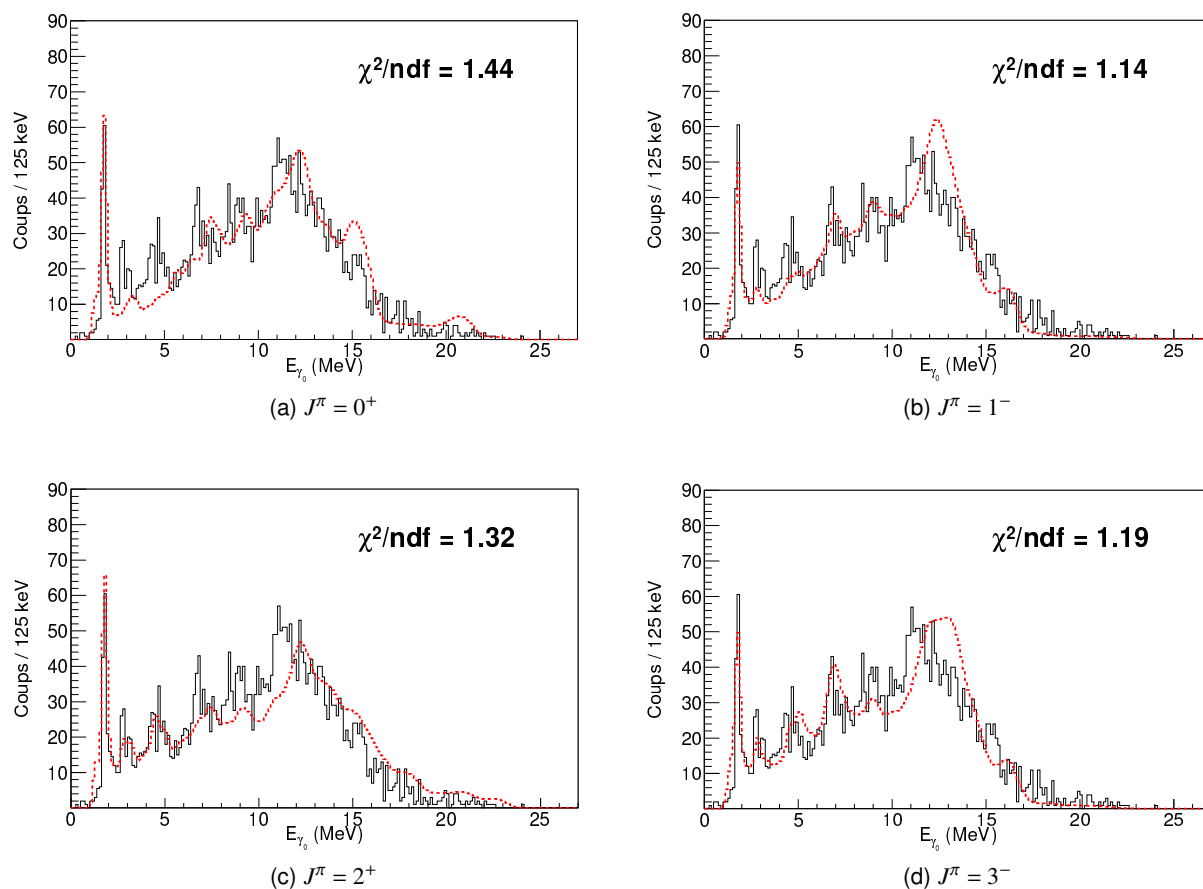 90
80
70
60
50
40
30
20
10
0 5 10 15 20 25
Coups / 125 keV
χ²/ndf = 1.44
E_γ₀ (MeV)
(a) J^π = 0⁺
90
80
70
60
50
40
30
20
10
0 5 10 15 20 25
Coups / 125 keV
χ²/ndf = 1.14
E_γ₀ (MeV)
(b) J^π = 1⁻
90
80
70
60
50
40
30
20
10
0 5 10 15 20 25
Coups / 125 keV
χ²/ndf = 1.32
E_γ₀ (MeV)
(c) J^π = 2⁺
90
80
70
60
50
40
30
20
10
0 5 10 15 20 25
Coups / 125 keV
χ²/ndf = 1.19
E_γ₀ (MeV)
(d) J^π = 3⁻